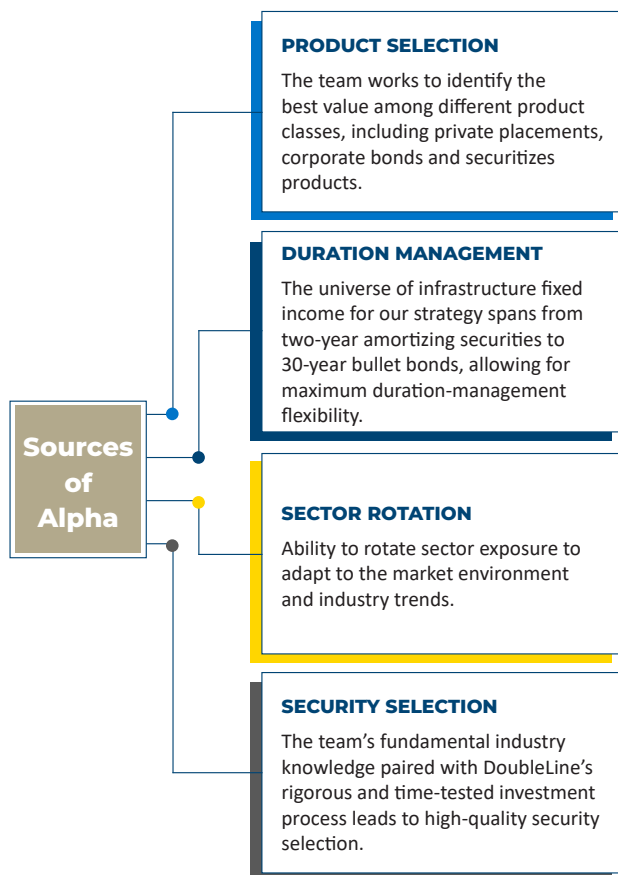 PRODUCT SELECTION
The team works to identify the
best value among different product
classes, including private placements,
corporate bonds and securitizes
products.
DURATION MANAGEMENT
The universe of infrastructure fixed
income for our strategy spans from
two-year amortizing securities to
30-year bullet bonds, allowing for
maximum duration-management
flexibility.
Sources
of
Alpha
SECTOR ROTATION
Ability to rotate sector exposure to
adapt to the market environment
and industry trends.
SECURITY SELECTION
The team's fundamental industry
knowledge paired with DoubleLine's
rigorous and time-tested investment
process leads to high-quality security
selection.